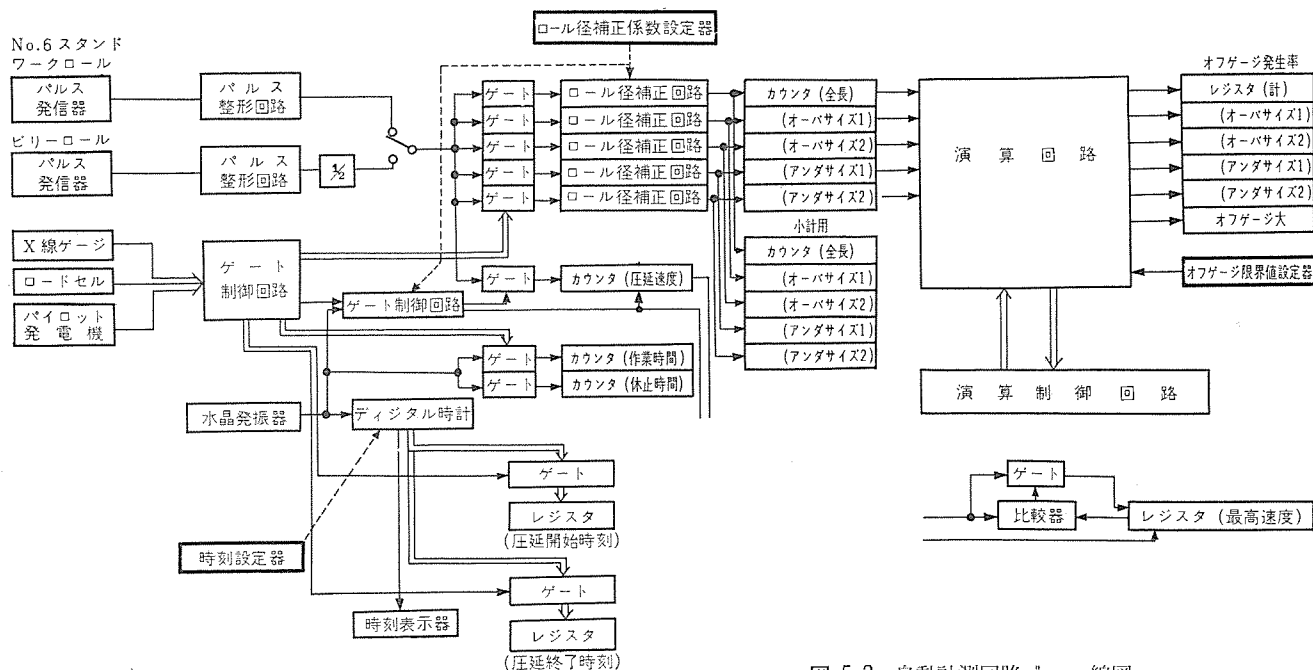 ロール径補正係数設定器
No.6 スタンド
ワークロール
パルス
発信器
パルス
整形回路
ビリーロール
パルス
発信器
パルス
整形回路
½
ゲート
ゲート
ゲート
ゲート
ゲート
ロール径補正回路
ロール径補正回路
ロール径補正回路
ロール径補正回路
ロール径補正回路
カウンタ (全長)
(オーバサイズ1)
(オーバサイズ2)
(アンダサイズ1)
(アンダサイズ2)
小計用
カウンタ (全長)
(オーバサイズ1)
(オーバサイズ2)
(アンダサイズ1)
(アンダサイズ2)
演算回路
オフゲージ発生率
レジスタ (計)
(オーバサイズ1)
(オーバサイズ2)
(アンダサイズ1)
(アンダサイズ2)
オフゲージ大
オフゲージ限界値設定器
演算制御回路
X線ゲージ
ロードセル
パイロット
発電機
ゲート
制御回路
ゲート制御回路
ゲート
カウンタ (圧延速度)
ゲート
カウンタ (作業時間)
ゲート
カウンタ (休止時間)
水晶発振器
ディジタル時計
ゲート
レジスタ
(圧延開始時刻)
時刻設定器
ゲート
レジスタ
(圧延終了時刻)
時刻表示器
ゲート
比較器
レジスタ (最高速度)
図 5.2 自動計測回路
線図